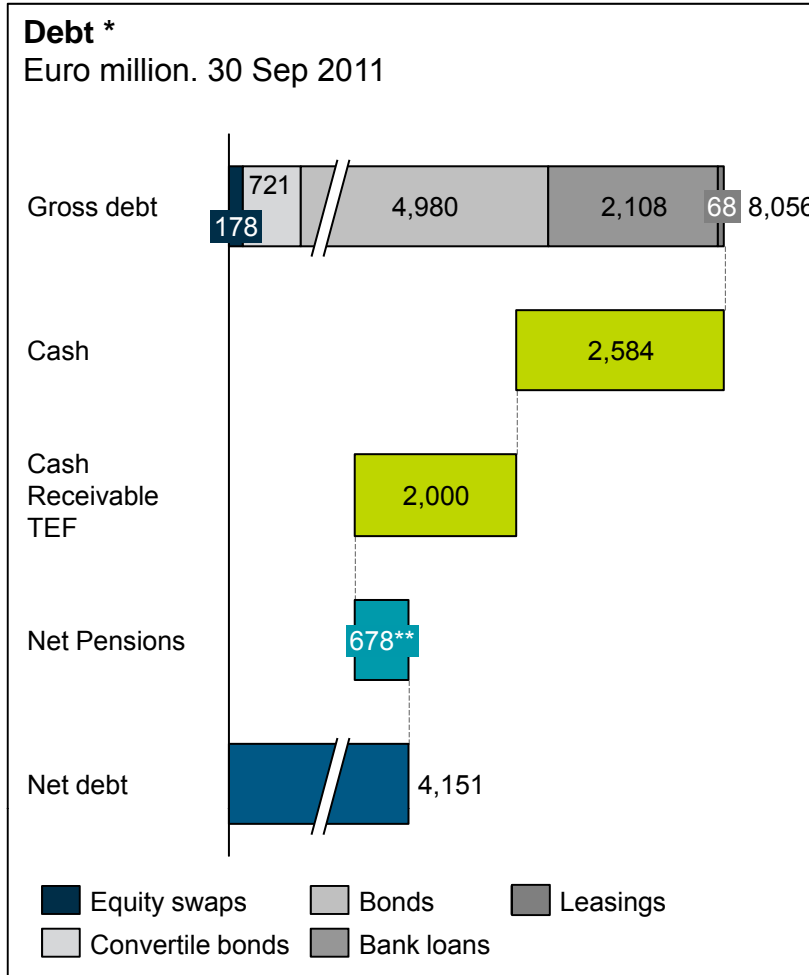 Debt *
Euro million. 30 Sep 2011
Gross debt
178
721
4,980
2,108
68
8,056
Cash
2,584
Cash
Receivable
TEF
2,000
Net Pensions
678**
Net debt
4,151
Equity swaps
Bonds
Leasings
Convertile bonds
Bank loans